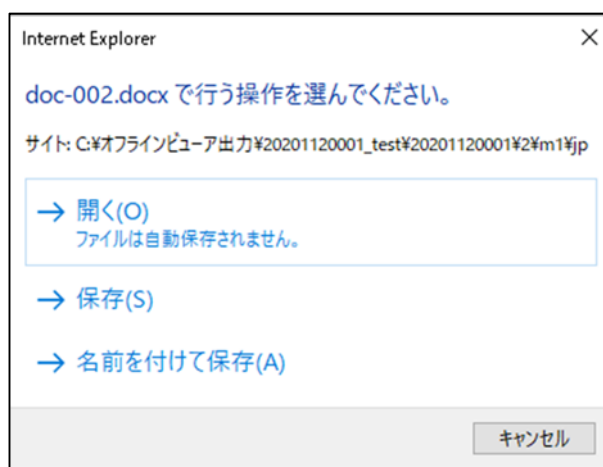 Internet Explorer
doc-002.docx で行う操作を選んでください。
サイト: C:¥オフラインビューア出力¥20201120001_test¥20201120001¥2¥m1¥jp
→ 開く(O)
ファイルは自動保存されません。
→ 保存(S)
→ 名前を付けて保存(A)
キャンセル